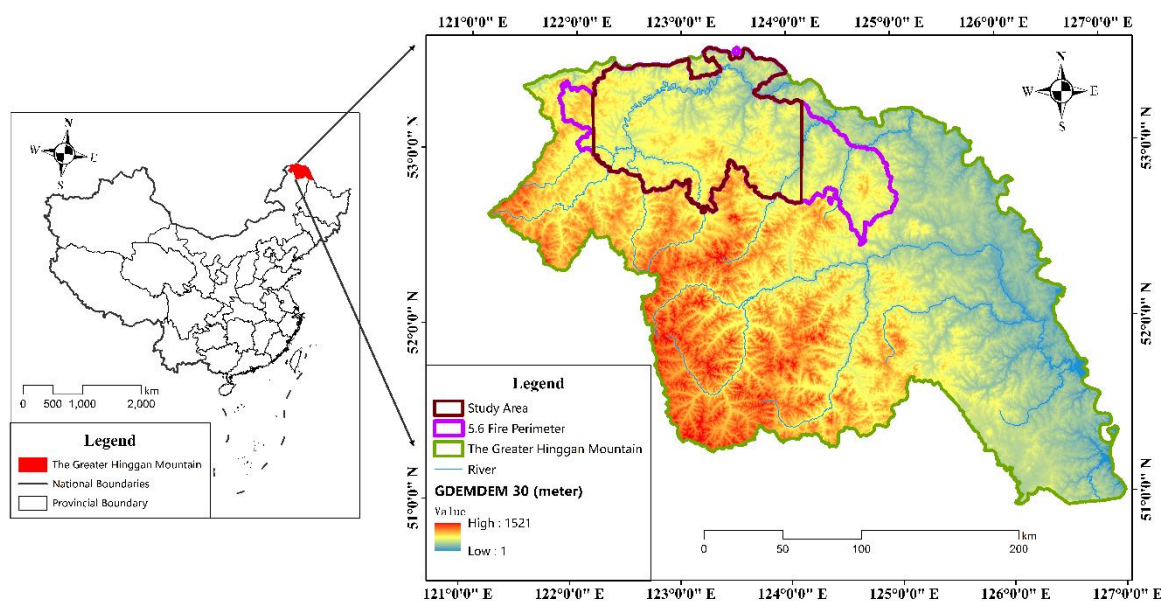 N
W E
S
0 500 1,000 2,000
km
Legend
The Greater Hinggan Mountain
National Boundaries
Provincial Boundary
121°0'0" E 122°0'0" E 123°0'0" E 124°0'0" E 125°0'0" E 126°0'0" E 127°0'0" E
53°0'0" N
52°0'0" N
51°0'0" N
N
W E
S
53°0'0" N
52°0'0" N
51°0'0" N
Legend
Study Area
5.6 Fire Perimeter
The Greater Hinggan Mountain
River
GDEMDEM 30 (meter)
Value
High : 1521
Low : 1
km
0 50 100 200
121°0'0" E 122°0'0" E 123°0'0" E 124°0'0" E 125°0'0" E 126°0'0" E 127°0'0" E